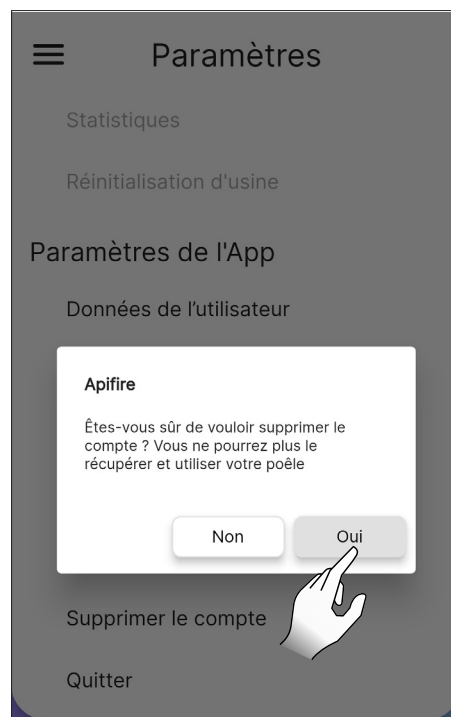 Paramètres
Statistiques
Réinitialisation d'usine
Paramètres de l'App
Données de l’utilisateur
Apifire
Êtes-vous sûr de vouloir supprimer le
compte ? Vous ne pourrez plus le
récupérer et utiliser votre poêle
Non
Oui
Supprimer le compte
Quitter